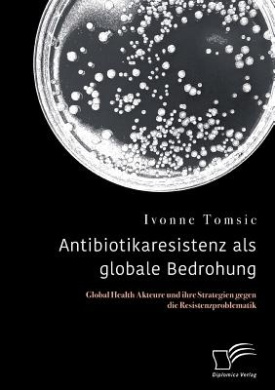 Ivonne Tomsic
Antibiotikaresistenz als
globale Bedrohung
Global Health Akteure und ihre Strategien gegen
die Resistenzproblematik
Diplomica Verlag